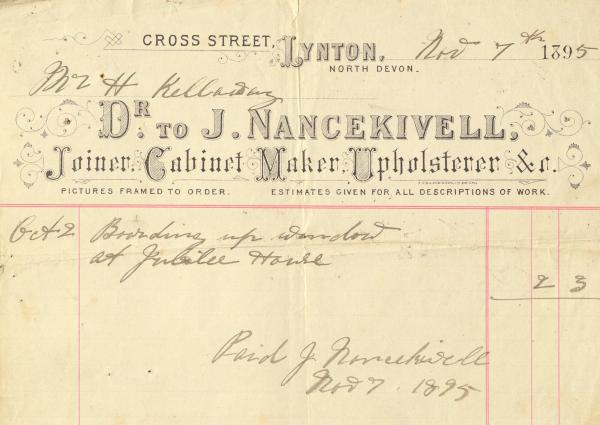 CROSS STREET, LYNTON, Nov 7th 1895
NORTH DEVON.
Mr H Kellaway
DR. TO J. NANCEKIVELL,
Joiner, Cabinet Maker, Upholsterer &c.
PICTURES FRAMED TO ORDER. ESTIMATES GIVEN FOR ALL DESCRIPTIONS OF WORK.
Oct 2 Boarding up window
at Jubilee House
2 3
Paid J Nancekivell
Nov 7 1895